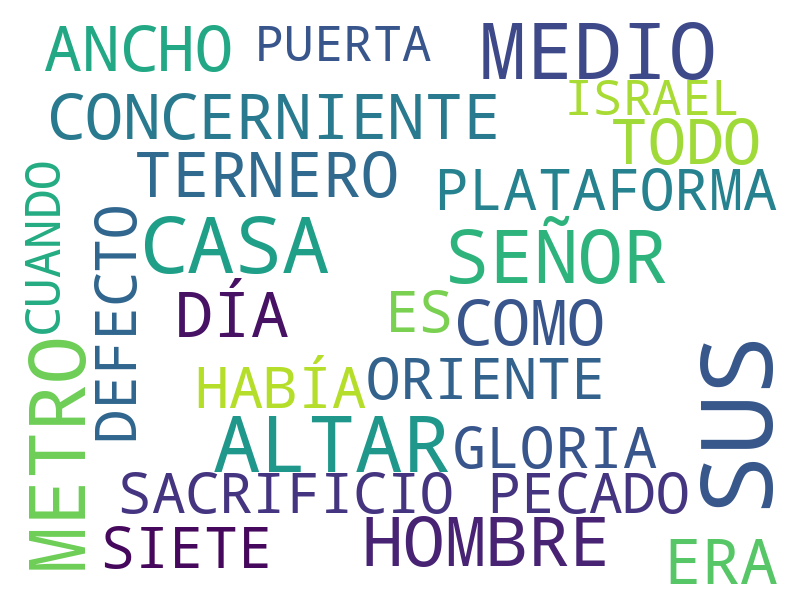 ANCHO PUERTA MEDIO
ISRAEL
CONCERNIENTE TODO
TERNERO PLATAFORMA
CUANDO DEFECTO CASA SEÑOR
DÍA ES COMO
METRO HABÍA ORIENTE SUS
ALTAR GLORIA
SACRIFICIO PECADO
SIETE HOMBRE ERA